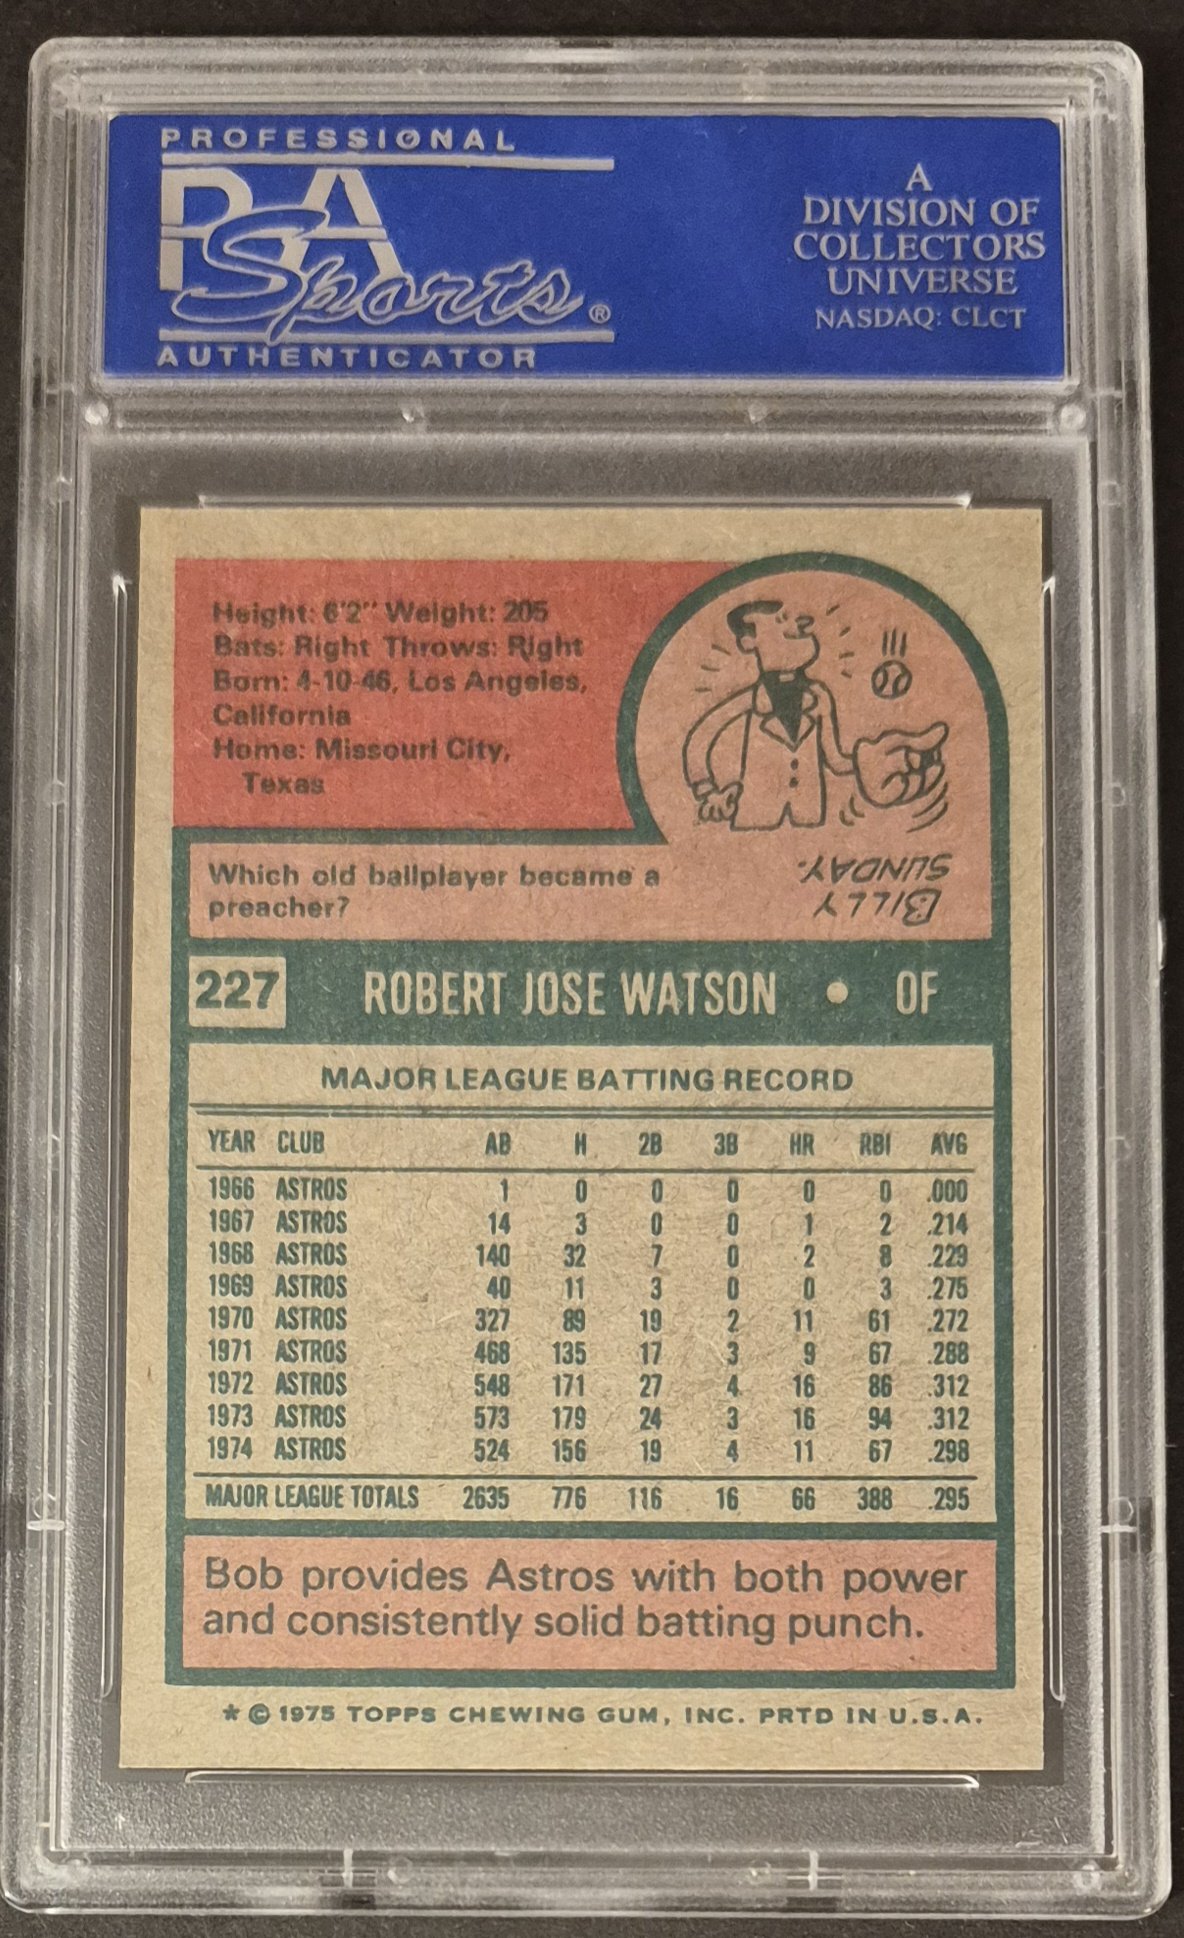 PROFESSIONAL
PSA
Sports®
AUTHENTICATOR
A
DIVISION OF
COLLECTORS
UNIVERSE
NASDAQ: CLCT
Height: 6'2" Weight: 205
Bats: Right Throws: Right
Born: 4-10-46, Los Angeles,
California
Home: Missouri City,
Texas
Which old ballplayer became a
preacher?
BILLY
SUNDAY.
227 ROBERT JOSE WATSON • OF
MAJOR LEAGUE BATTING RECORD
YEAR CLUB AB H 2B 3B HR RBI AVG
1966 ASTROS 1 0 0 0 0 0 .000
1967 ASTROS 14 3 0 0 1 2 .214
1968 ASTROS 140 32 7 0 2 8 .229
1969 ASTROS 40 11 3 0 0 3 .275
1970 ASTROS 327 89 19 2 11 61 .272
1971 ASTROS 468 135 17 3 9 67 .288
1972 ASTROS 548 171 27 4 16 86 .312
1973 ASTROS 573 179 24 3 16 94 .312
1974 ASTROS 524 156 19 4 11 67 .298
MAJOR LEAGUE TOTALS 2635 776 116 16 66 388 .295
Bob provides Astros with both power
and consistently solid batting punch.
* © 1975 TOPPS CHEWING GUM, INC. PRTD IN U.S.A.